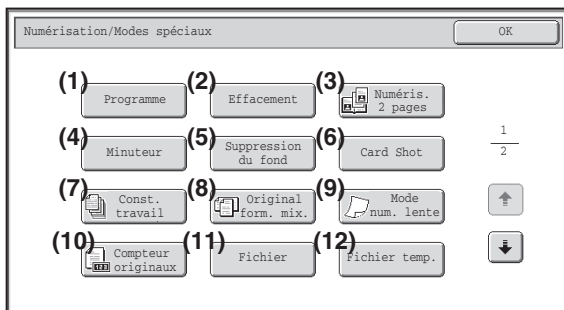 Numérisation/Modes spéciaux
OK
(1)
Programme
(2)
Effacement
(3)
Numéris.
2 pages
(4)
Minuteur
(5)
Suppression
du fond
(6)
Card Shot
1
2
(7)
Const.
travail
(8)
Original
form. mix.
(9)
Mode
num. lente
(10)
Compteur
originaux
123
(11)
Fichier
(12)
Fichier temp.